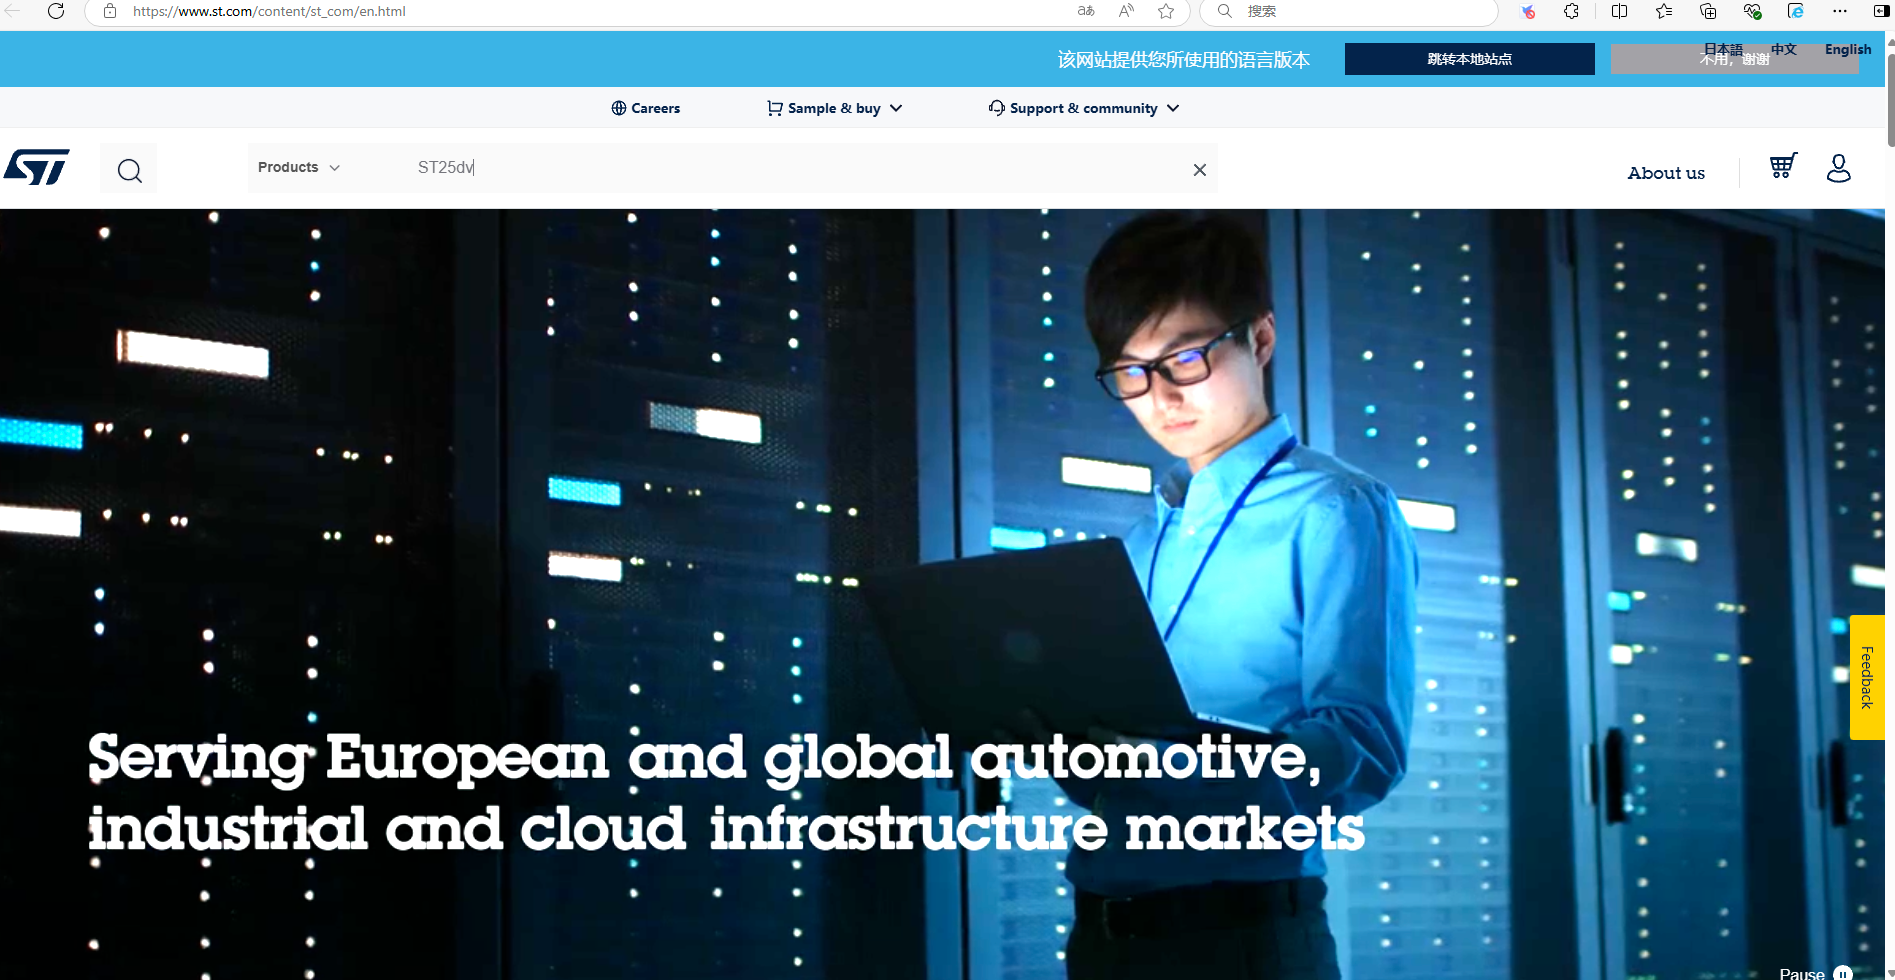 https://www.st.com/content/st_com/en.html
aあ
A
搜索
该网站提供您所使用的语言版本
跳转本地站点
不用，谢谢
日本語
中文
English
Careers
Sample & buy
Support & community
ST
Products
ST25dv
About us
Feedback
Serving European and global automotive,
industrial and cloud infrastructure markets
Pause